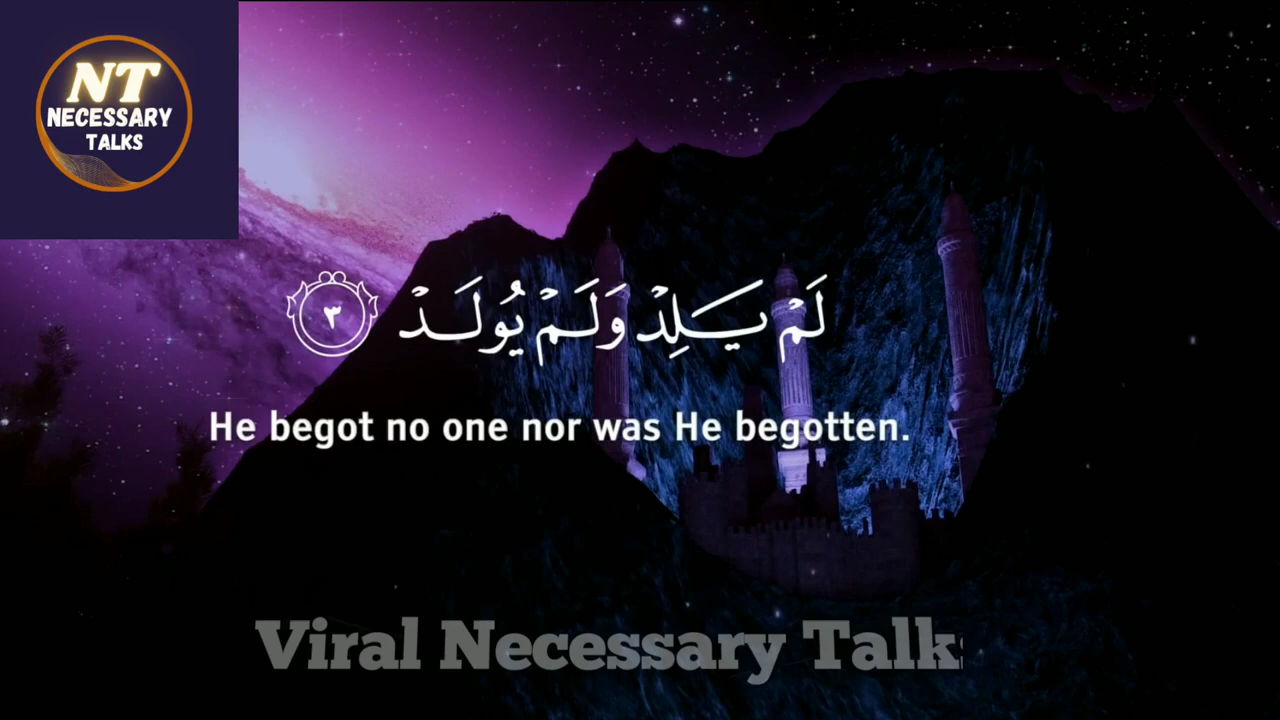 NT
NECESSARY
TALKS
لَمْ يَلِدْ وَلَمْ يُولَدْ ٣
He begot no one nor was He begotten.
Viral Necessary Talks